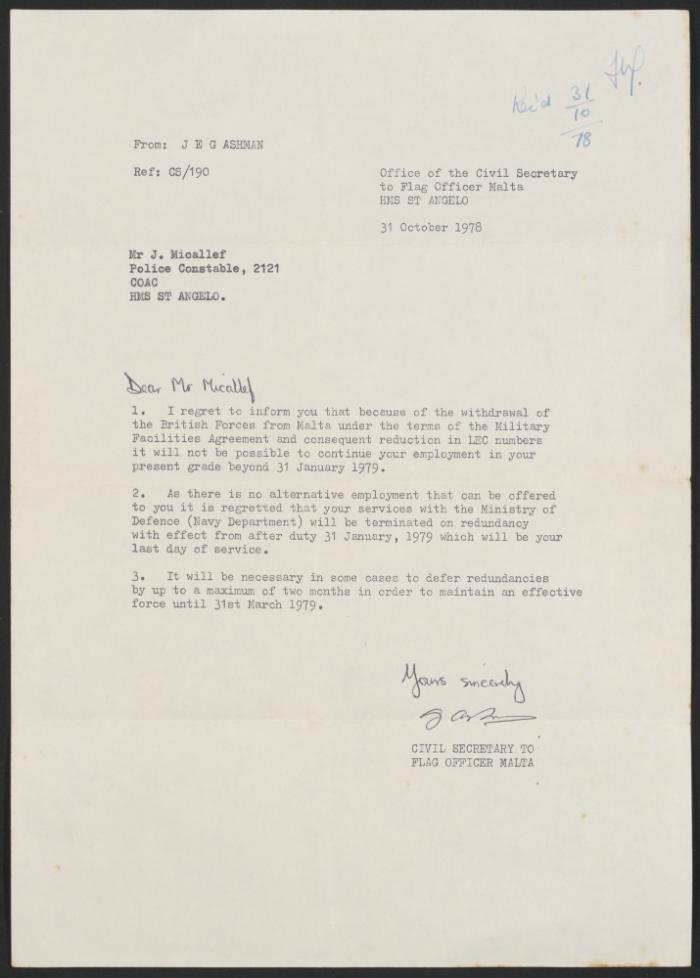 Rec'd 31
10
78
From: J E G ASHMAN
Ref: CS/190
Office of the Civil Secretary
to Flag Officer Malta
HMS ST ANGELO
31 October 1978
Mr J. Micallef
Police Constable, 2121
COAC
HMS ST ANGELO.
Dear Mr Micallef
1. I regret to inform you that because of the withdrawal of
the British Forces from Malta under the terms of the Military
Facilities Agreement and consequent reduction in LEC numbers
it will not be possible to continue your employment in your
present grade beyond 31 January 1979.
2. As there is no alternative employment that can be offered
to you it is regretted that your services with the Ministry of
Defence (Navy Department) will be terminated on redundancy
with effect from after duty 31 January, 1979 which will be your
last day of service.
3. It will be necessary in some cases to defer redundancies
by up to a maximum of two months in order to maintain an effective
force until 31st March 1979.
Yours sincerely
CIVIL SECRETARY TO
FLAG OFFICER MALTA